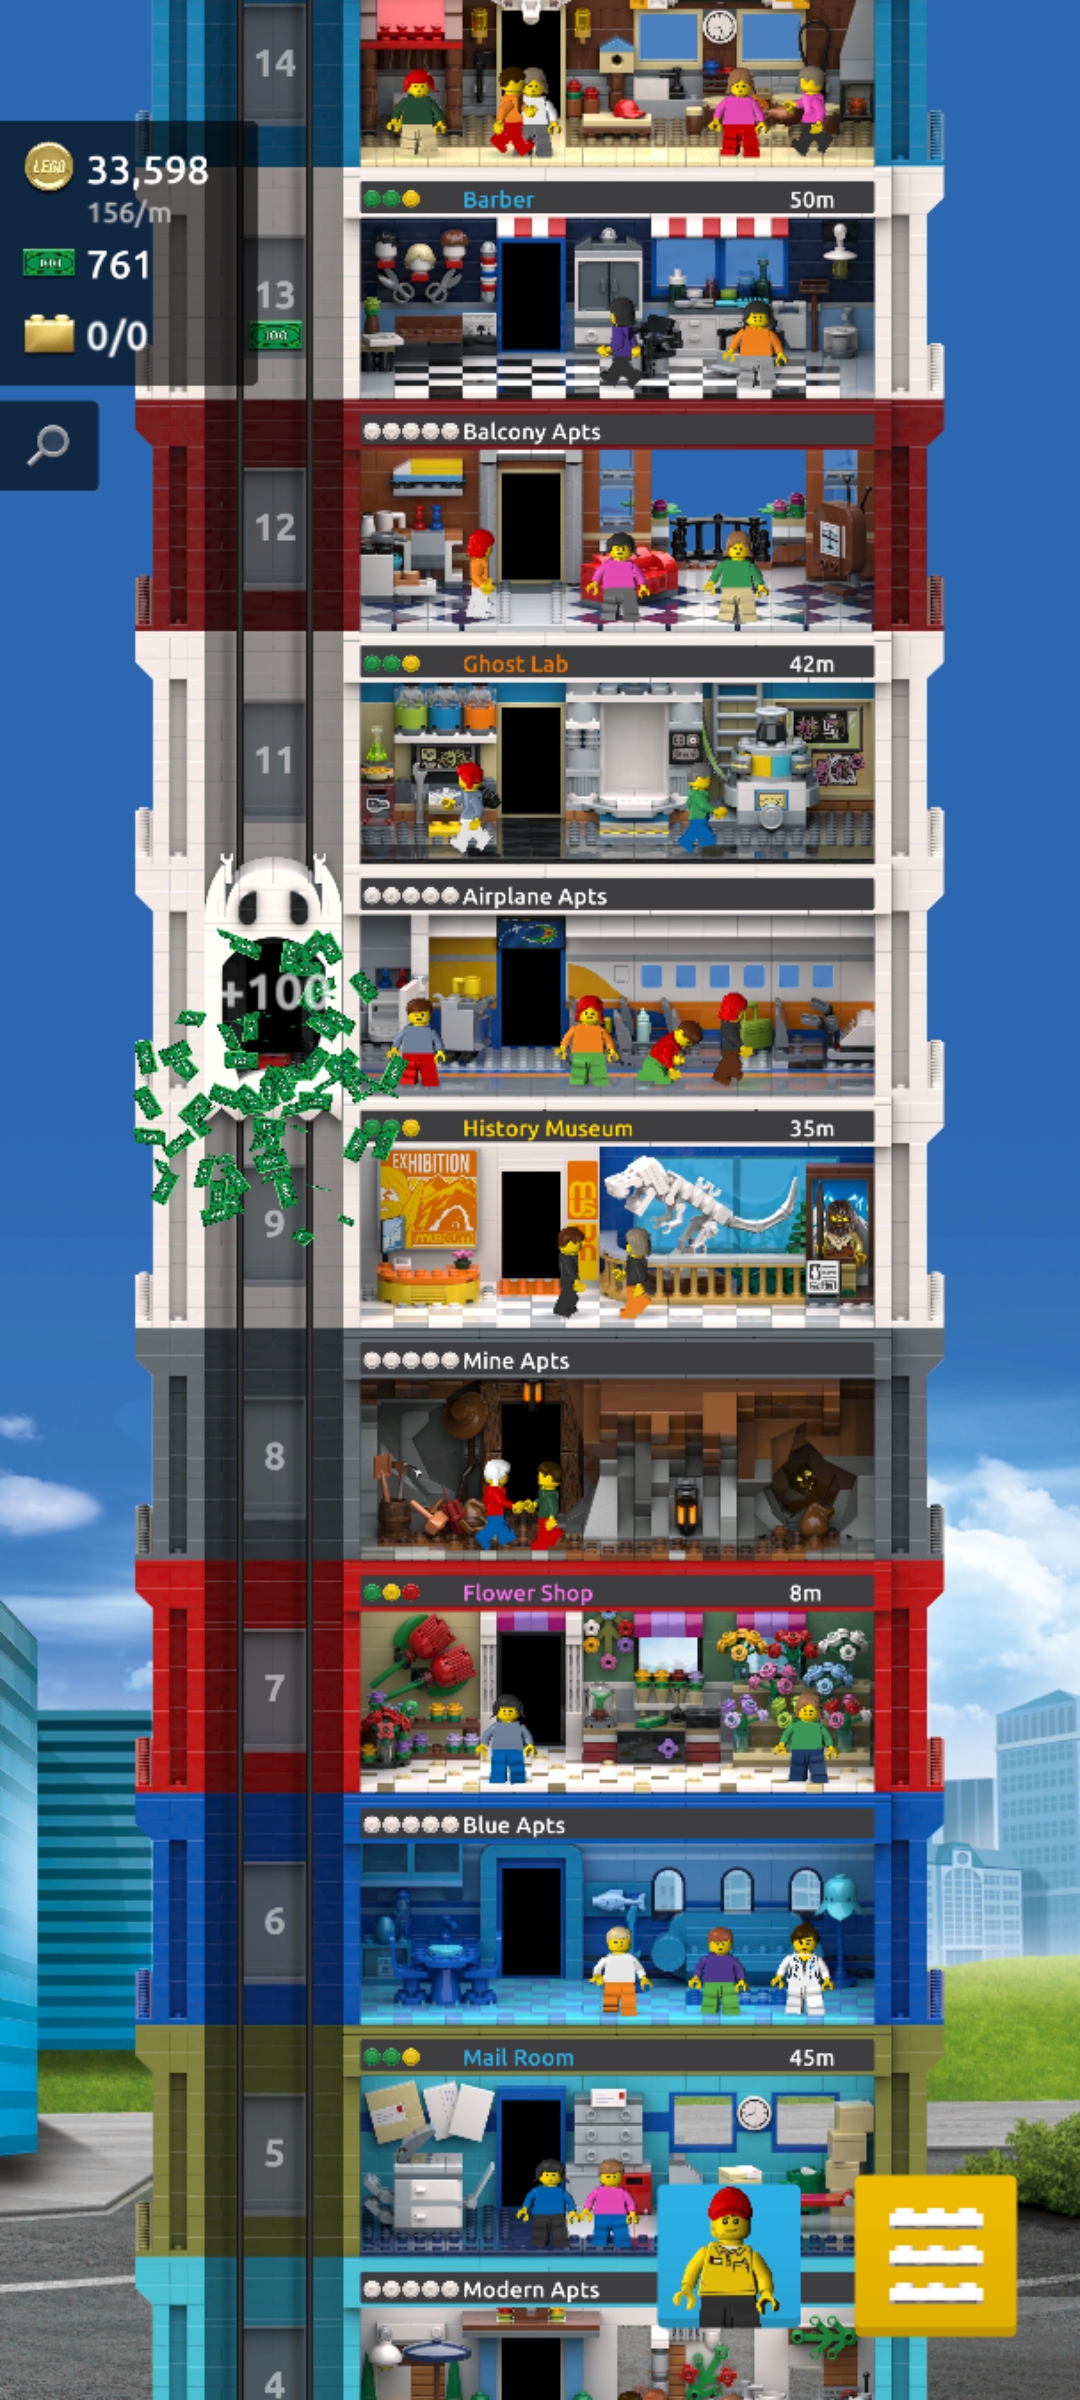 14
LEGO 33,598
156/m
761
0/0
Barber 50m
13
100
Balcony Apts
12
Ghost Lab 42m
11
Airplane Apts
+100
History Museum 35m
EXHIBITION
museum
9
Mine Apts
8
Flower Shop 8m
7
Blue Apts
6
Mail Room 45m
5
Modern Apts
4